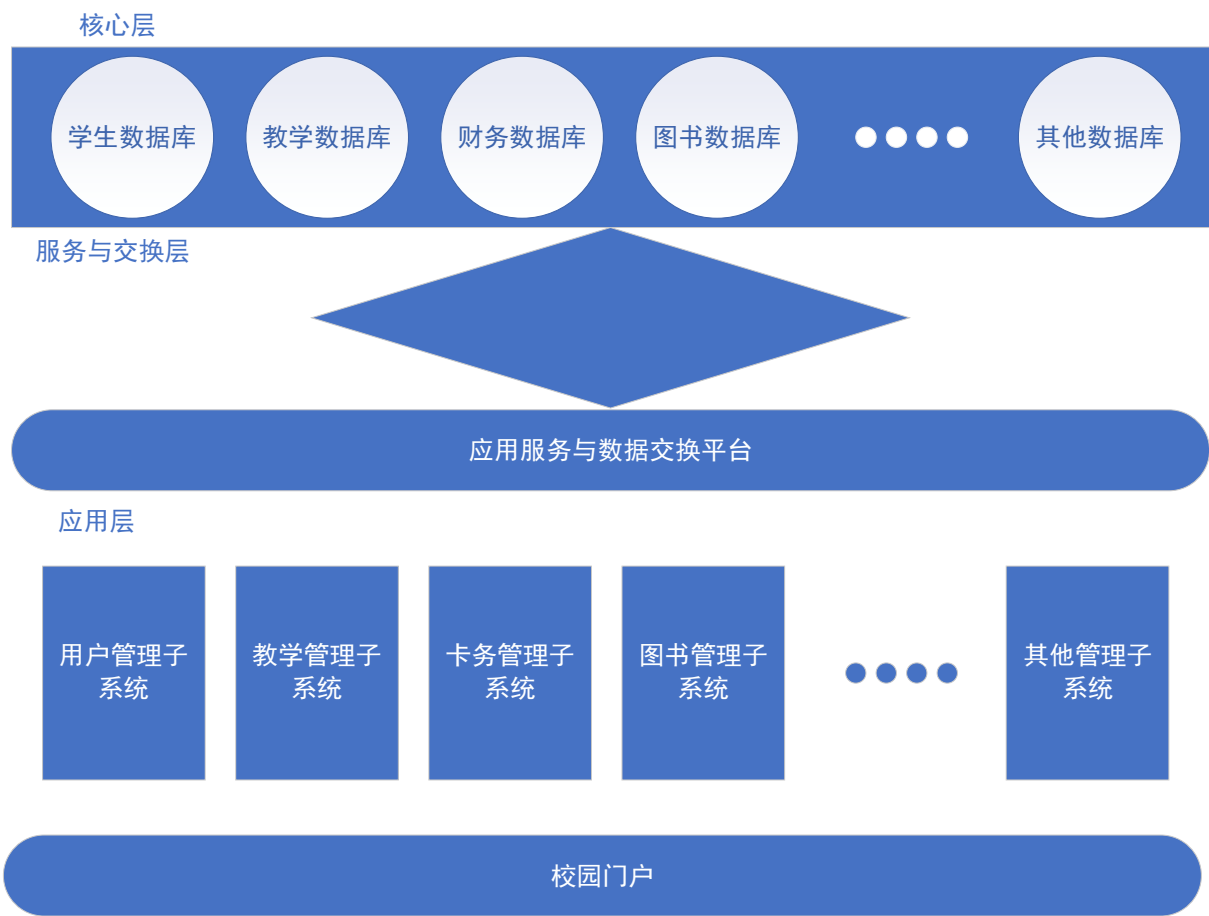 核心层
学生数据库
教学数据库
财务数据库
图书数据库
其他数据库
服务与交换层
应用服务与数据交换平台
应用层
用户管理子
系统
教学管理子
系统
卡务管理子
系统
图书管理子
系统
其他管理子
系统
校园门户